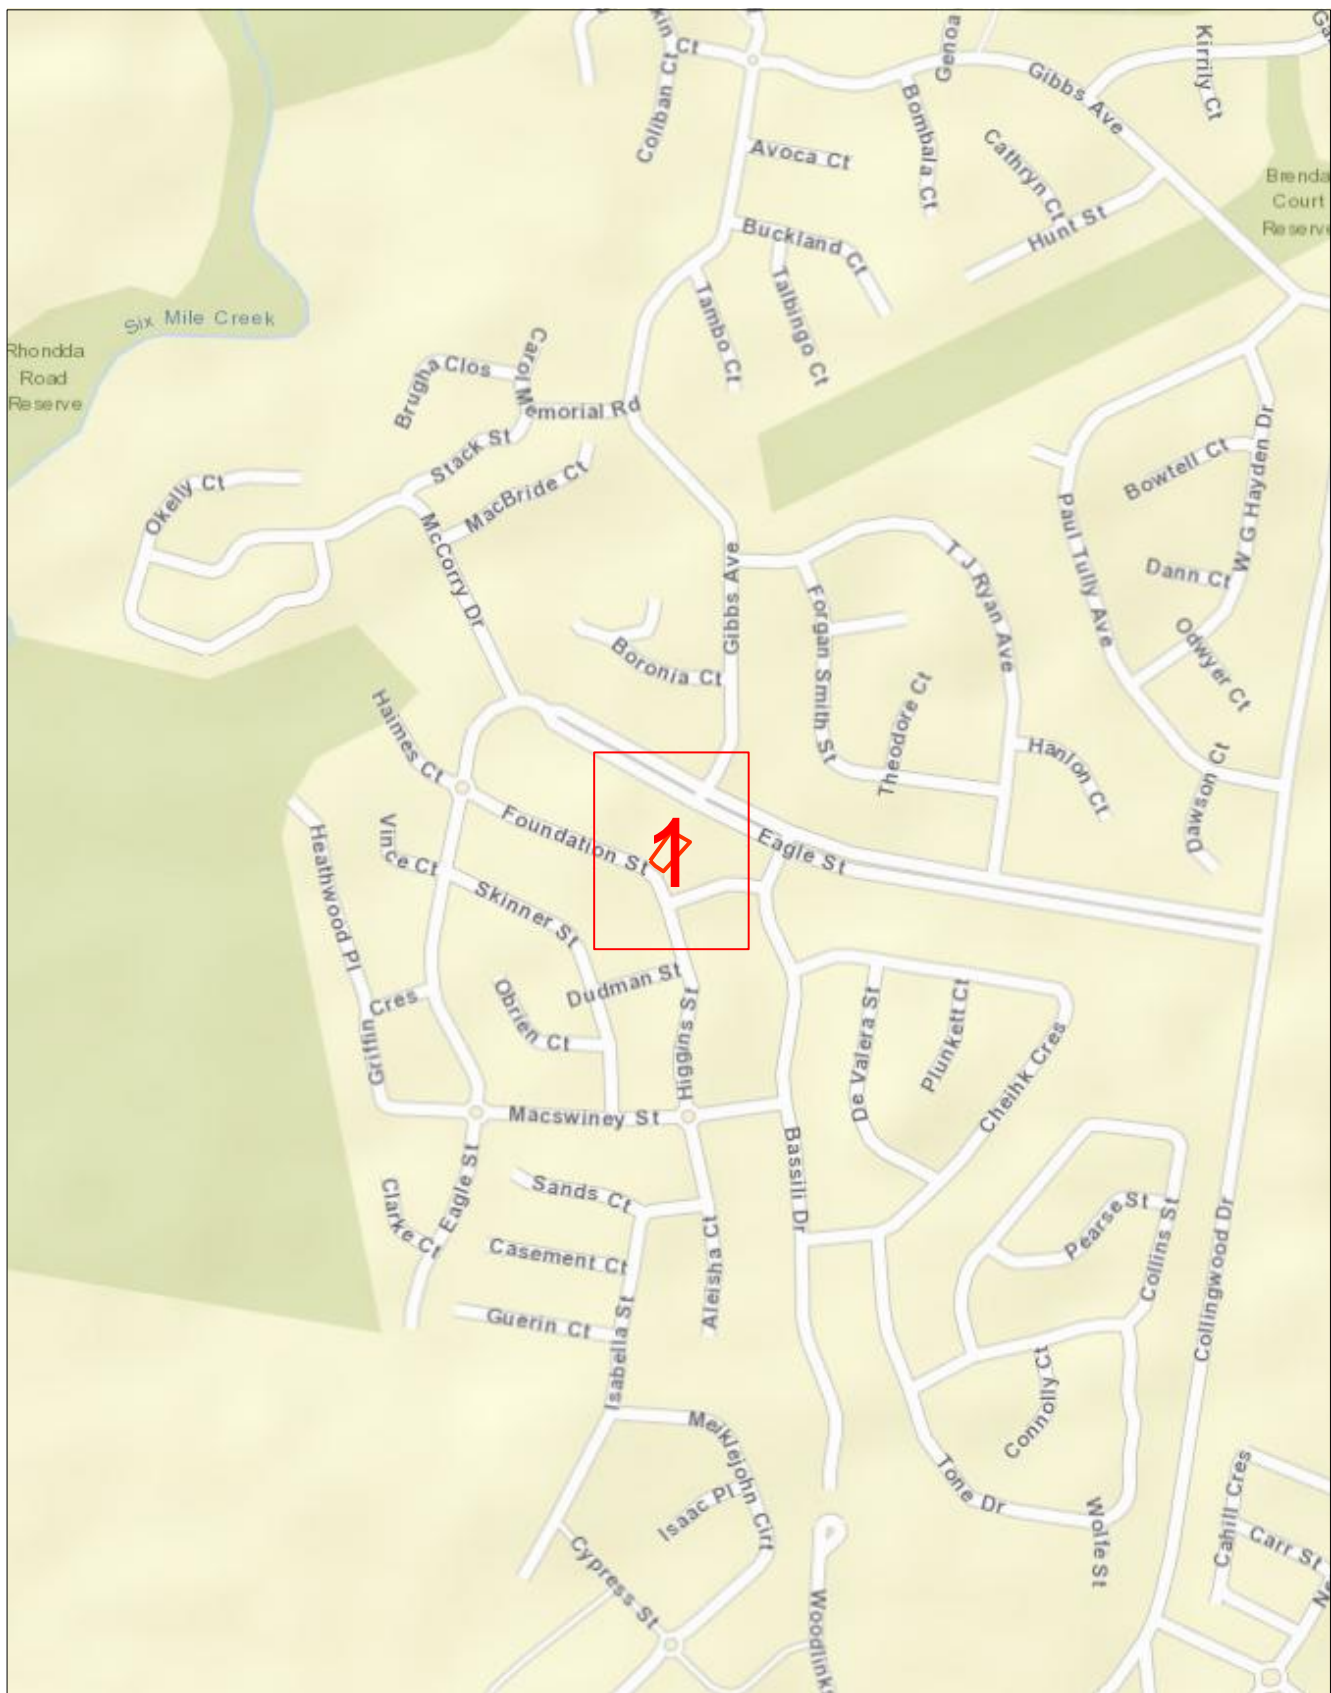 Ct
Coliban Ct
Genoa
Kirrily Ct
Gibbs Ave
Bombala Ct
Avoca Ct
Cathryn Ct
Hunt St
Brenda
Court
Reserve
Buckland Ct
Talbingo Ct
Tambo Ct
Six Mile Creek
Rhondda
Road
Reserve
Carol
Brugha Clos
Memorial Rd
Stack St
MacBride Ct
Okelly Ct
McCorry Dr
Bowtell Ct
W G Hayden Dr
Paul Tully Ave
Dann Ct
Odwyer Ct
Gibbs Ave
T J Ryan Ave
Forgan Smith St
Boronia Ct
Theodore Ct
Hanlon Ct
Dawson Ct
Haimes Ct
Foundation St
1
Eagle St
Vince Ct
Heathwood Pl
Skinner St
Dudman St
Obrien Ct
Cres
Griffin
Higgins St
De Valera St
Plunkett Ct
Cheihk Cres
Macswiney St
Bassili Dr
Eagle St
Sands Ct
Clarke Ct
Casement Ct
Aleisha Ct
Guerin Ct
Isabella St
Pearse St
Collins St
Collingwood Dr
Connolly Ct
Meiklejohn Cirt
Isaac Pl
Tone Dr
Wolfe St
Cahill Cres
Carr St
Cypress St
Woodlinks